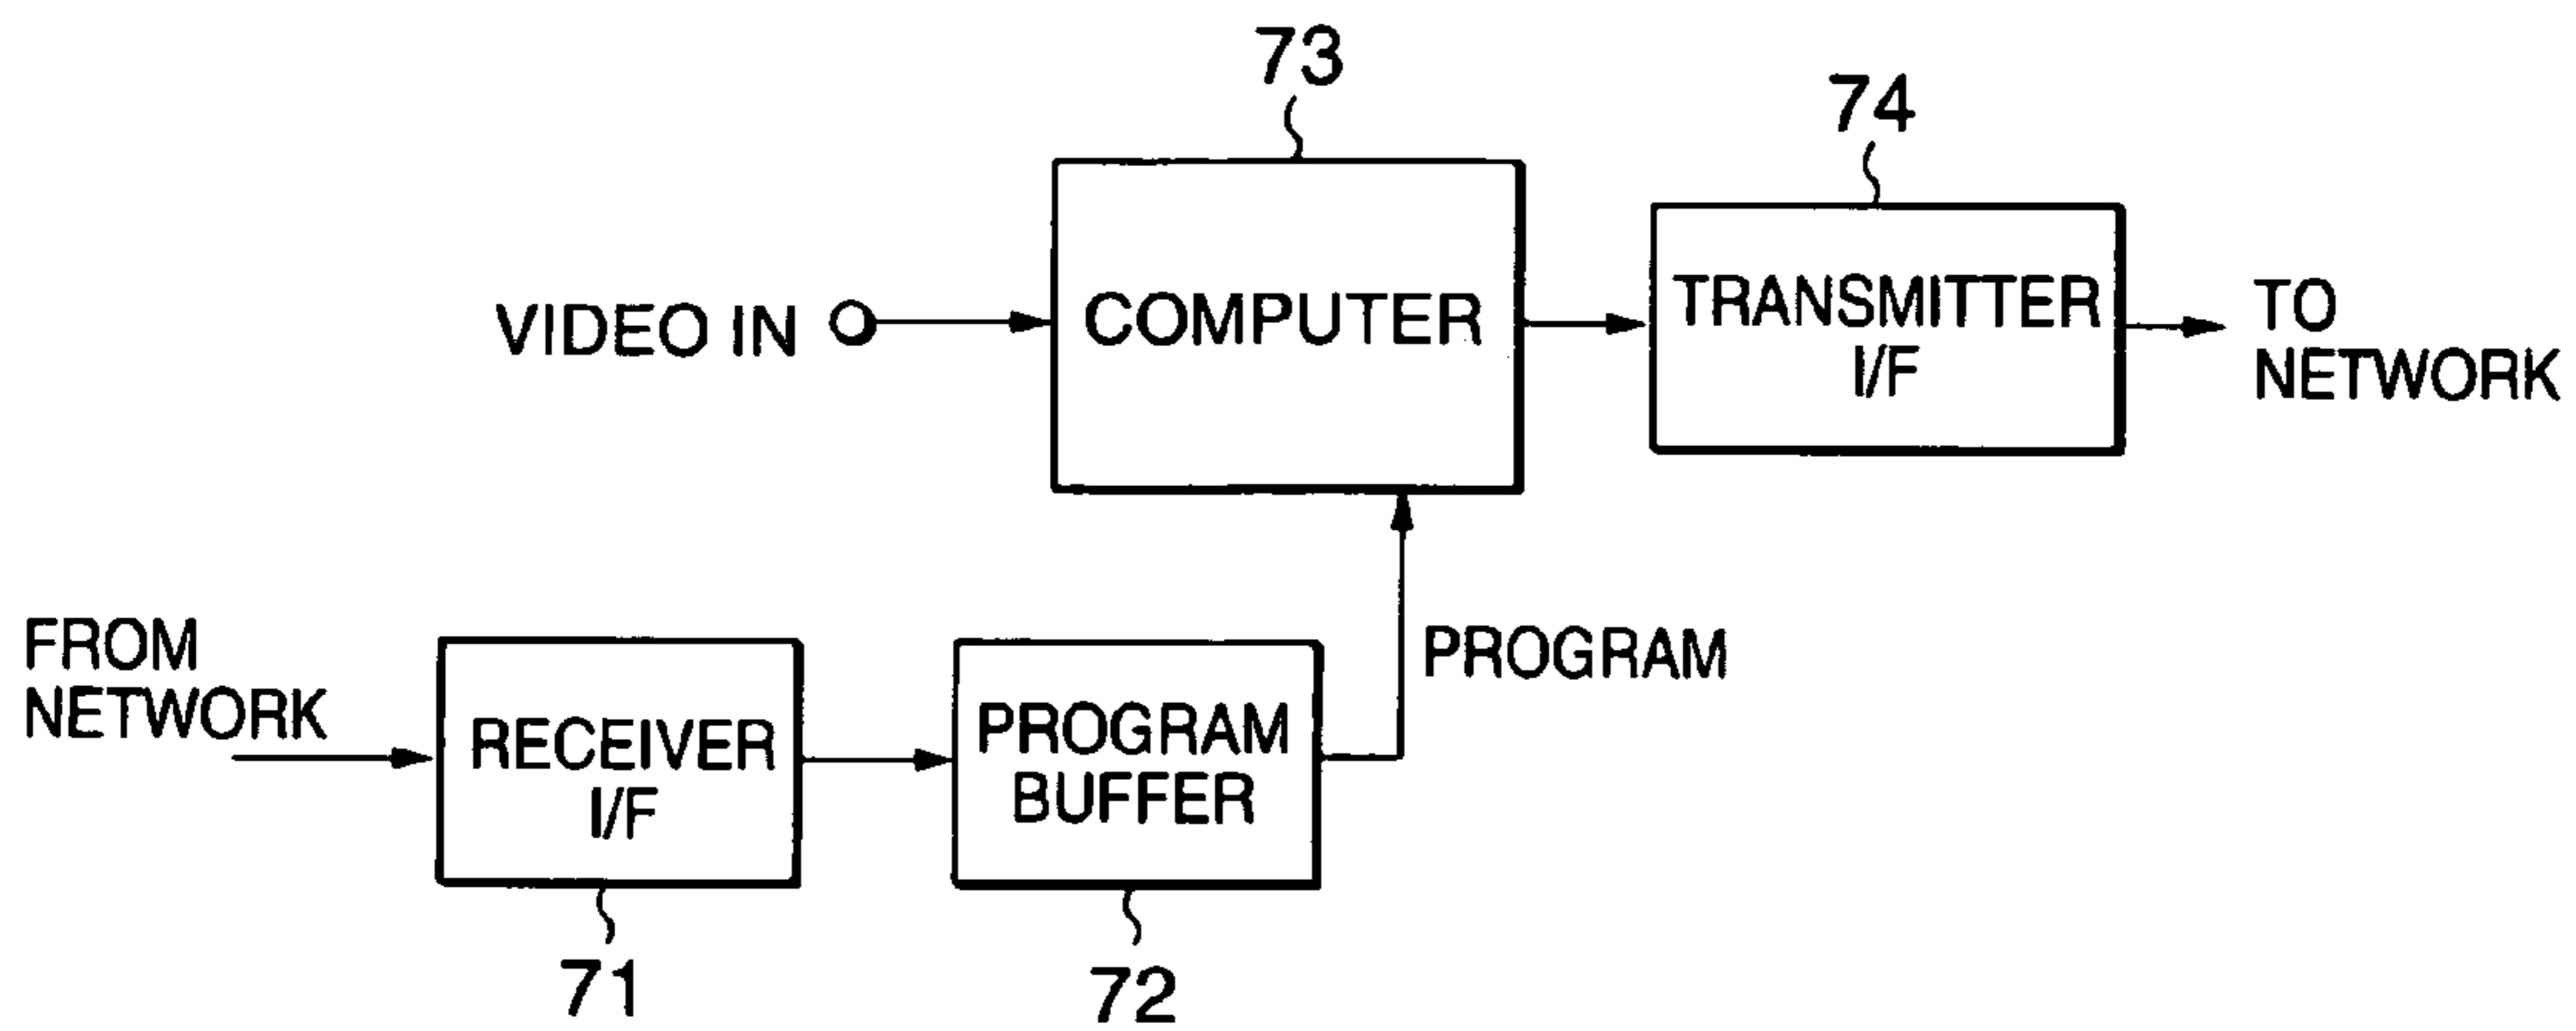 73
74
VIDEO IN
COMPUTER
TRANSMITTER
I/F
TO
NETWORK
FROM
NETWORK
RECEIVER
I/F
PROGRAM
BUFFER
PROGRAM
71
72